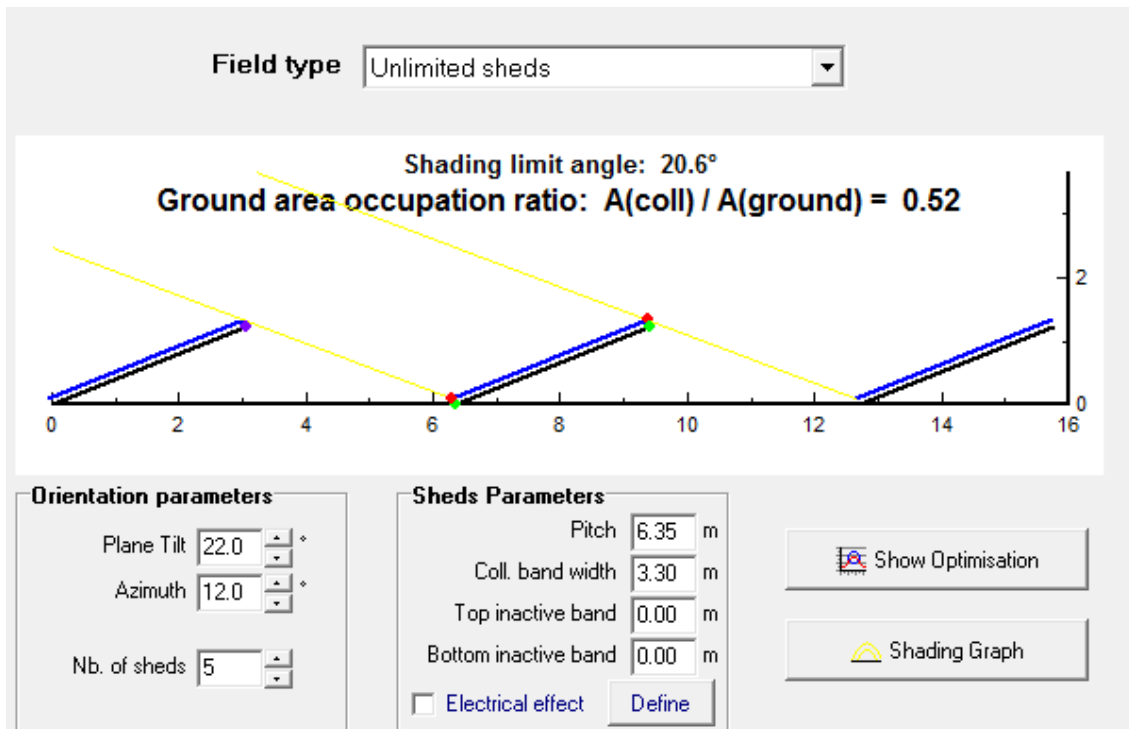 Field type Unlimited sheds
Shading limit angle: 20.6°
Ground area occupation ratio: A(coll) / A(ground) = 0.52
2
0
0 2 4 6 8 10 12 14 16
Orientation parameters
Plane Tilt 22.0 °
Azimuth 12.0 °
Nb. of sheds 5
Sheds Parameters
Pitch 6.35 m
Coll. band width 3.30 m
Top inactive band 0.00 m
Bottom inactive band 0.00 m
Electrical effect Define
Show Optimisation
Shading Graph